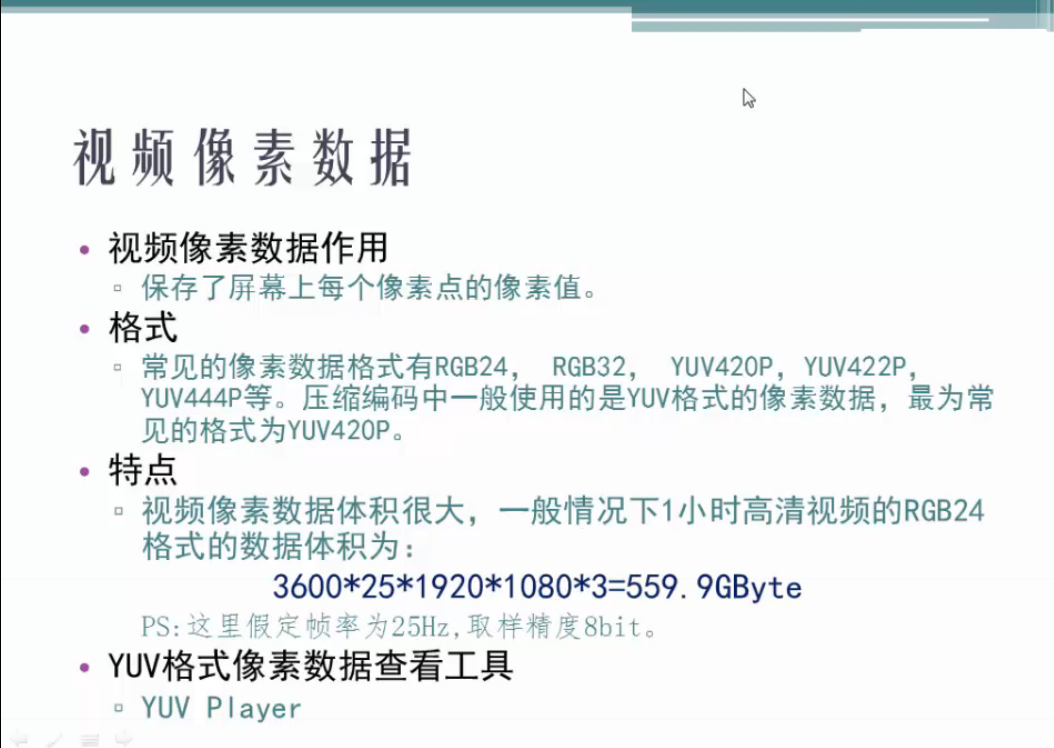 视频像素数据
• 视频像素数据作用
▫ 保存了屏幕上每个像素点的像素值。
• 格式
▫ 常见的像素数据格式有RGB24， RGB32， YUV420P，YUV422P，
YUV444P等。压缩编码中一般使用的是YUV格式的像素数据，最为常
见的格式为YUV420P。
• 特点
▫ 视频像素数据体积很大，一般情况下1小时高清视频的RGB24
格式的数据体积为：
3600*25*1920*1080*3=559.9GByte
PS:这里假定帧率为25Hz,取样精度8bit。
• YUV格式像素数据查看工具
▫ YUV Player